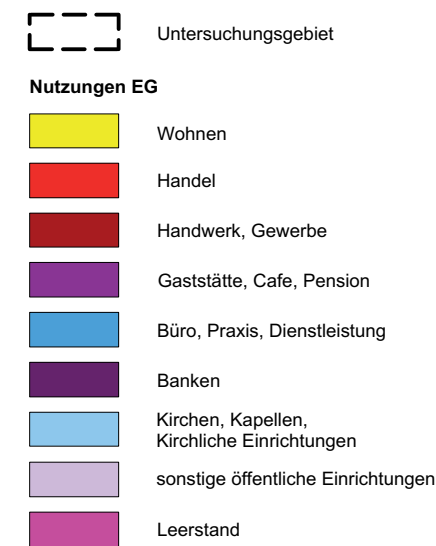 Untersuchungsgebiet
Nutzungen EG
Wohnen
Handel
Handwerk, Gewerbe
Gaststätte, Cafe, Pension
Büro, Praxis, Dienstleistung
Banken
Kirchen, Kapellen,
Kirchliche Einrichtungen
sonstige öffentliche Einrichtungen
Leerstand